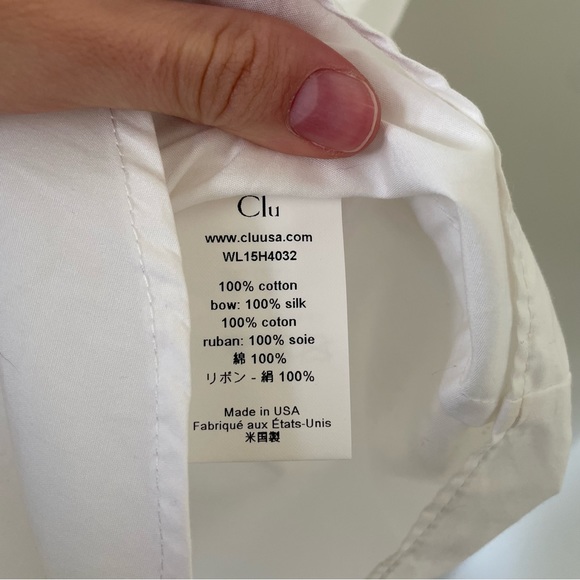 Clu
www.cluusa.com
WL15H4032
100% cotton
bow: 100% silk
100% coton
ruban: 100% soie
綿 100%
リボン - 絹 100%
Made in USA
Fabriqué aux États-Unis
米国製